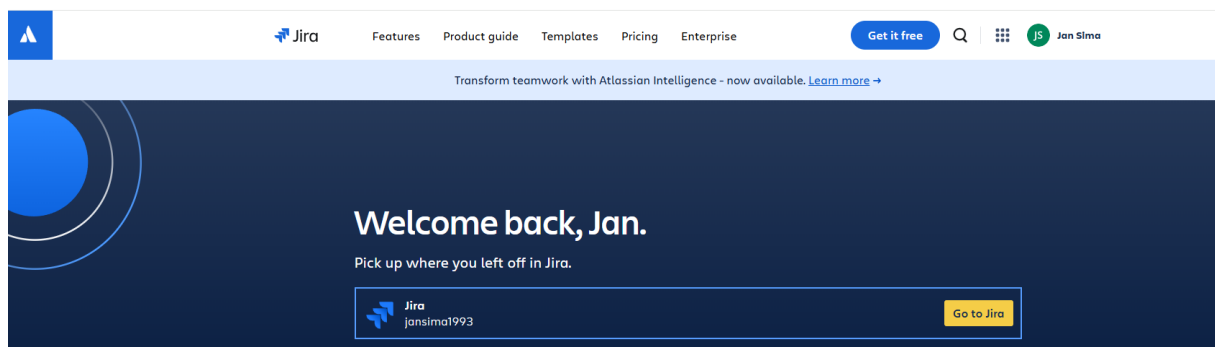 Jira Features Product guide Templates Pricing Enterprise Get it free JS Jan Sima
Transform teamwork with Atlassian Intelligence - now available. Learn more →
Welcome back, Jan.
Pick up where you left off in Jira.
Jira
jansima1993
Go to Jira